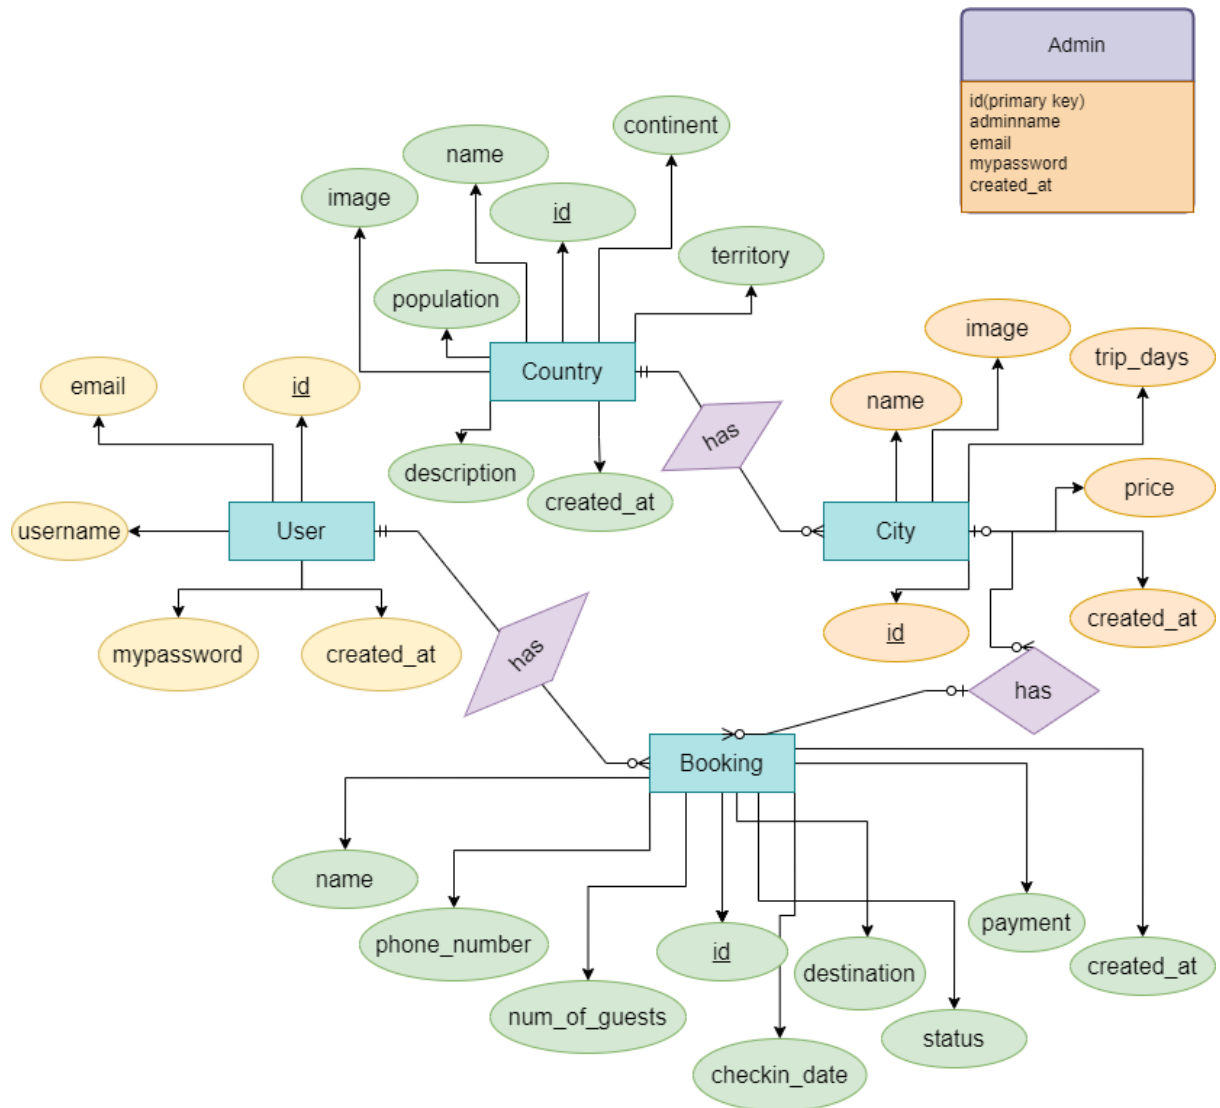 Admin
id(primary key)
adminname
email
mypassword
created_at
continent
name
image
id
territory
population
image
trip_days
Country
email
id
name
has
description
created_at
price
username
User
City
has
mypassword
created_at
id
created_at
has
Booking
name
payment
phone_number
id
destination
created_at
num_of_guests
status
checkin_date